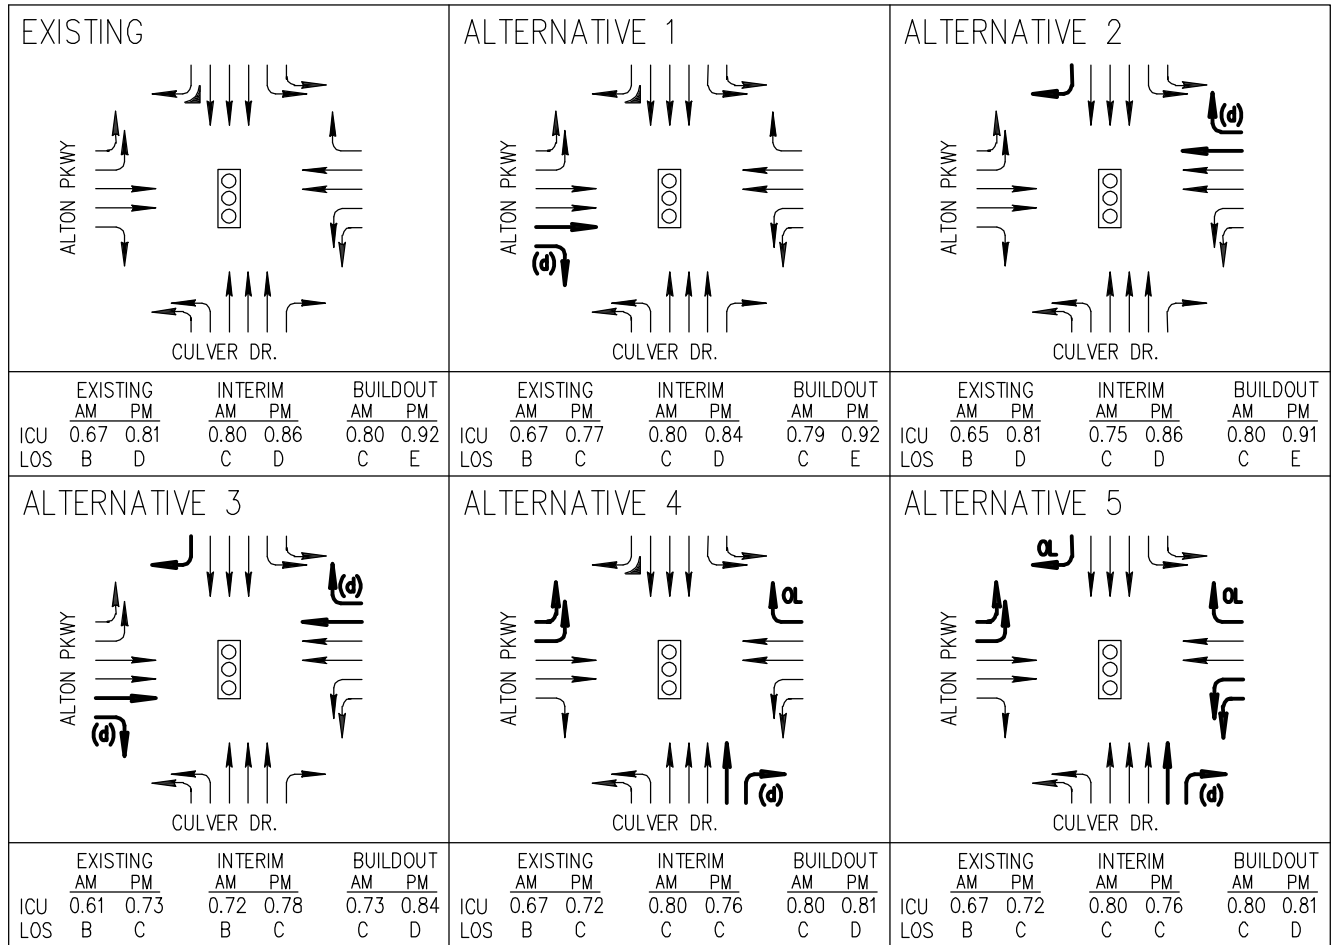 EXISTING
ALTON PKWY
CULVER DR.
EXISTING INTERIM BUILDOUT
AM PM AM PM AM PM
ICU 0.67 0.81 0.80 0.86 0.80 0.92
LOS B D C D C E
ALTERNATIVE 1
ALTON PKWY
(d)
CULVER DR.
EXISTING INTERIM BUILDOUT
AM PM AM PM AM PM
ICU 0.67 0.77 0.80 0.84 0.79 0.92
LOS B C C D C E
ALTERNATIVE 2
(d)
ALTON PKWY
CULVER DR.
EXISTING INTERIM BUILDOUT
AM PM AM PM AM PM
ICU 0.65 0.81 0.75 0.86 0.80 0.91
LOS B D C D C E
ALTERNATIVE 3
(d)
ALTON PKWY
(d)
CULVER DR.
EXISTING INTERIM BUILDOUT
AM PM AM PM AM PM
ICU 0.61 0.73 0.72 0.78 0.73 0.84
LOS B C B C C D
ALTERNATIVE 4
OL
ALTON PKWY
(d)
CULVER DR.
EXISTING INTERIM BUILDOUT
AM PM AM PM AM PM
ICU 0.67 0.72 0.80 0.76 0.80 0.81
LOS B C C C C D
ALTERNATIVE 5
OL
OL
ALTON PKWY
(d)
CULVER DR.
EXISTING INTERIM BUILDOUT
AM PM AM PM AM PM
ICU 0.67 0.72 0.80 0.76 0.80 0.81
LOS B C C C C D